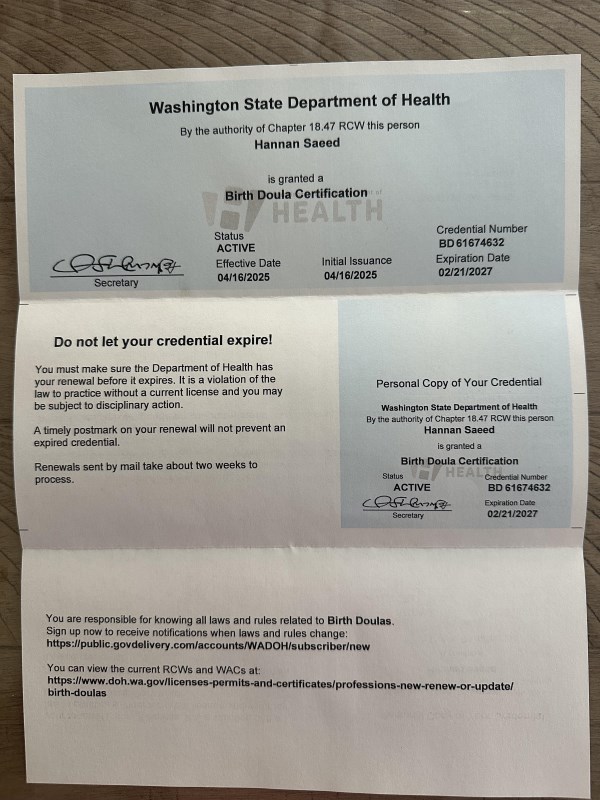 Washington State Department of Health
By the authority of Chapter 18.47 RCW this person
Hannan Saeed
is granted a
Birth Doula Certification
HEALTH
Status
ACTIVE
Credential Number
BD 61674632
Secretary
Effective Date
04/16/2025
Initial Issuance
04/16/2025
Expiration Date
02/21/2027
Do not let your credential expire!
You must make sure the Department of Health has
your renewal before it expires. It is a violation of the
law to practice without a current license and you may
be subject to disciplinary action.
A timely postmark on your renewal will not prevent an
expired credential.
Renewals sent by mail take about two weeks to
process.
Personal Copy of Your Credential
Washington State Department of Health
By the authority of Chapter 18.47 RCW this person
Hannan Saeed
is granted a
Birth Doula Certification
HEALTH
Status
ACTIVE
Credential Number
BD 61674632
Secretary
Expiration Date
02/21/2027
You are responsible for knowing all laws and rules related to Birth Doulas.
Sign up now to receive notifications when laws and rules change:
https://public.govdelivery.com/accounts/WADOH/subscriber/new
You can view the current RCWs and WACs at:
https://www.doh.wa.gov/licenses-permits-and-certificates/professions-new-renew-or-update/
birth-doulas